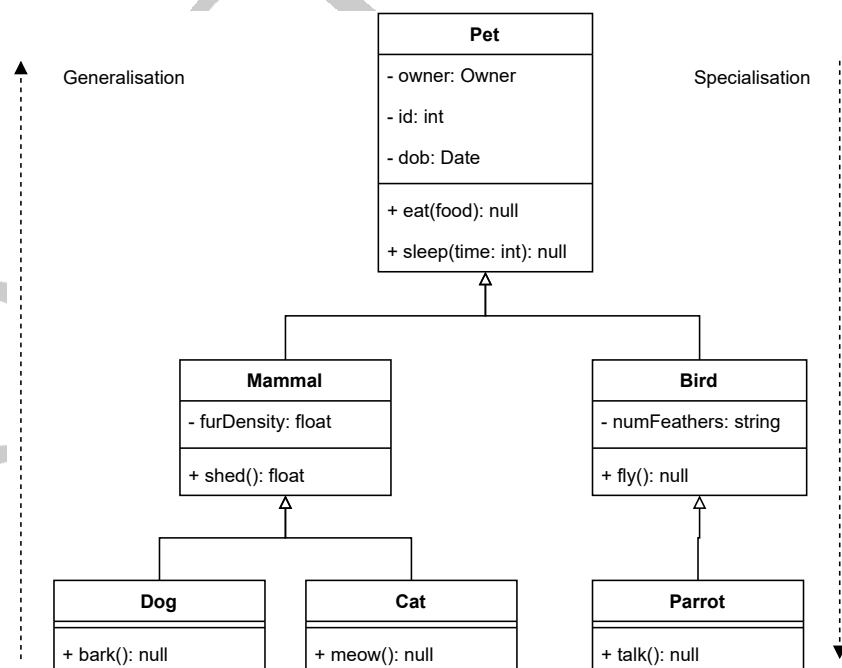 Pet
Generalisation
- owner: Owner
Specialisation
- id: int
- dob: Date
+ eat(food): null
+ sleep(time: int): null
Mammal
- furDensity: float
+ shed(): float
Bird
- numFeathers: string
+ fly(): null
Dog
+ bark(): null
Cat
+ meow(): null
Parrot
+ talk(): null